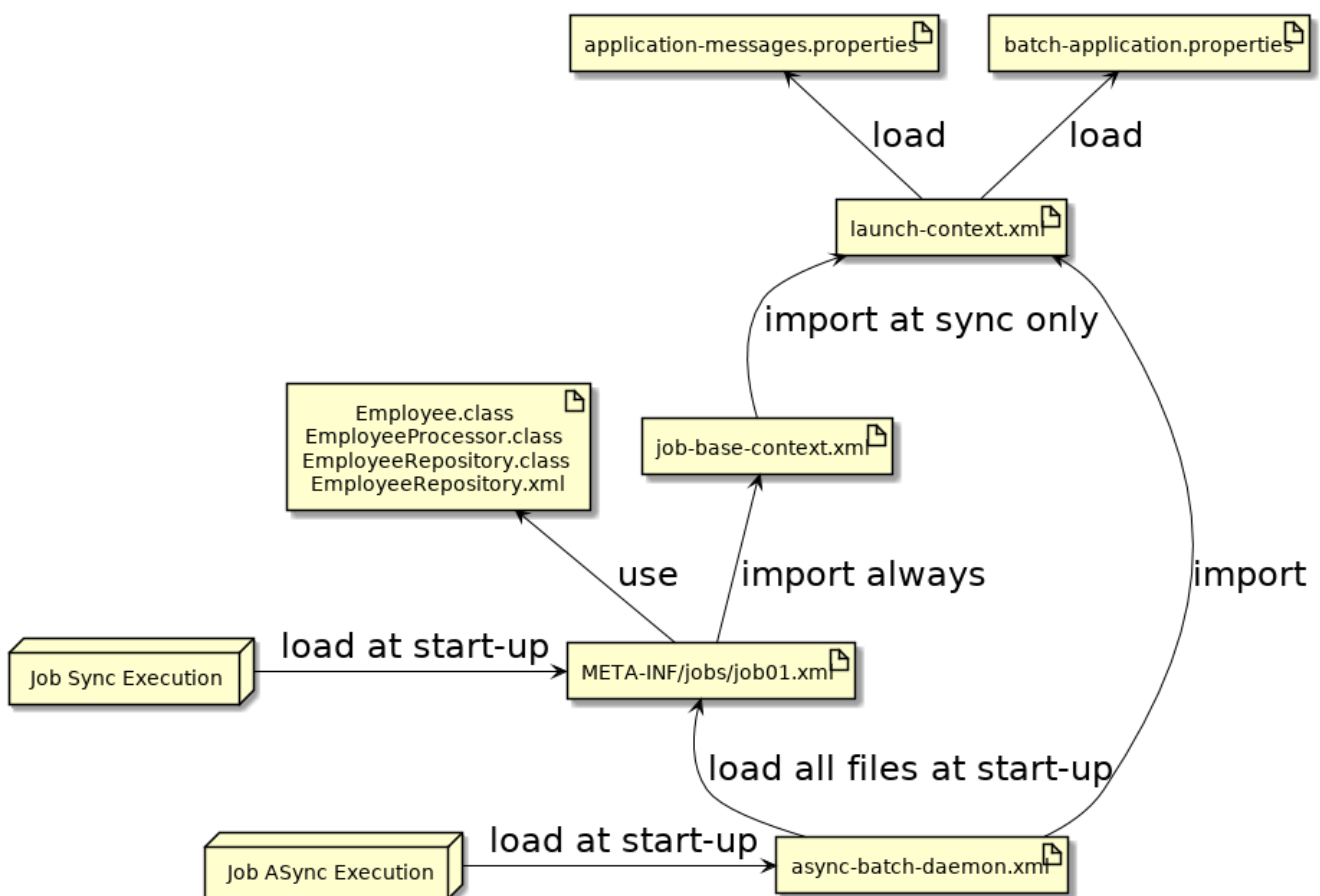 application-messages.properties
batch-application.properties
load
load
launch-context.xml
import at sync only
Employee.class
EmployeeProcessor.class
EmployeeRepository.class
EmployeeRepository.xml
job-base-context.xml
use
import always
import
load at start-up
Job Sync Execution
META-INF/jobs/job01.xml
load all files at start-up
load at start-up
Job ASync Execution
async-batch-daemon.xml